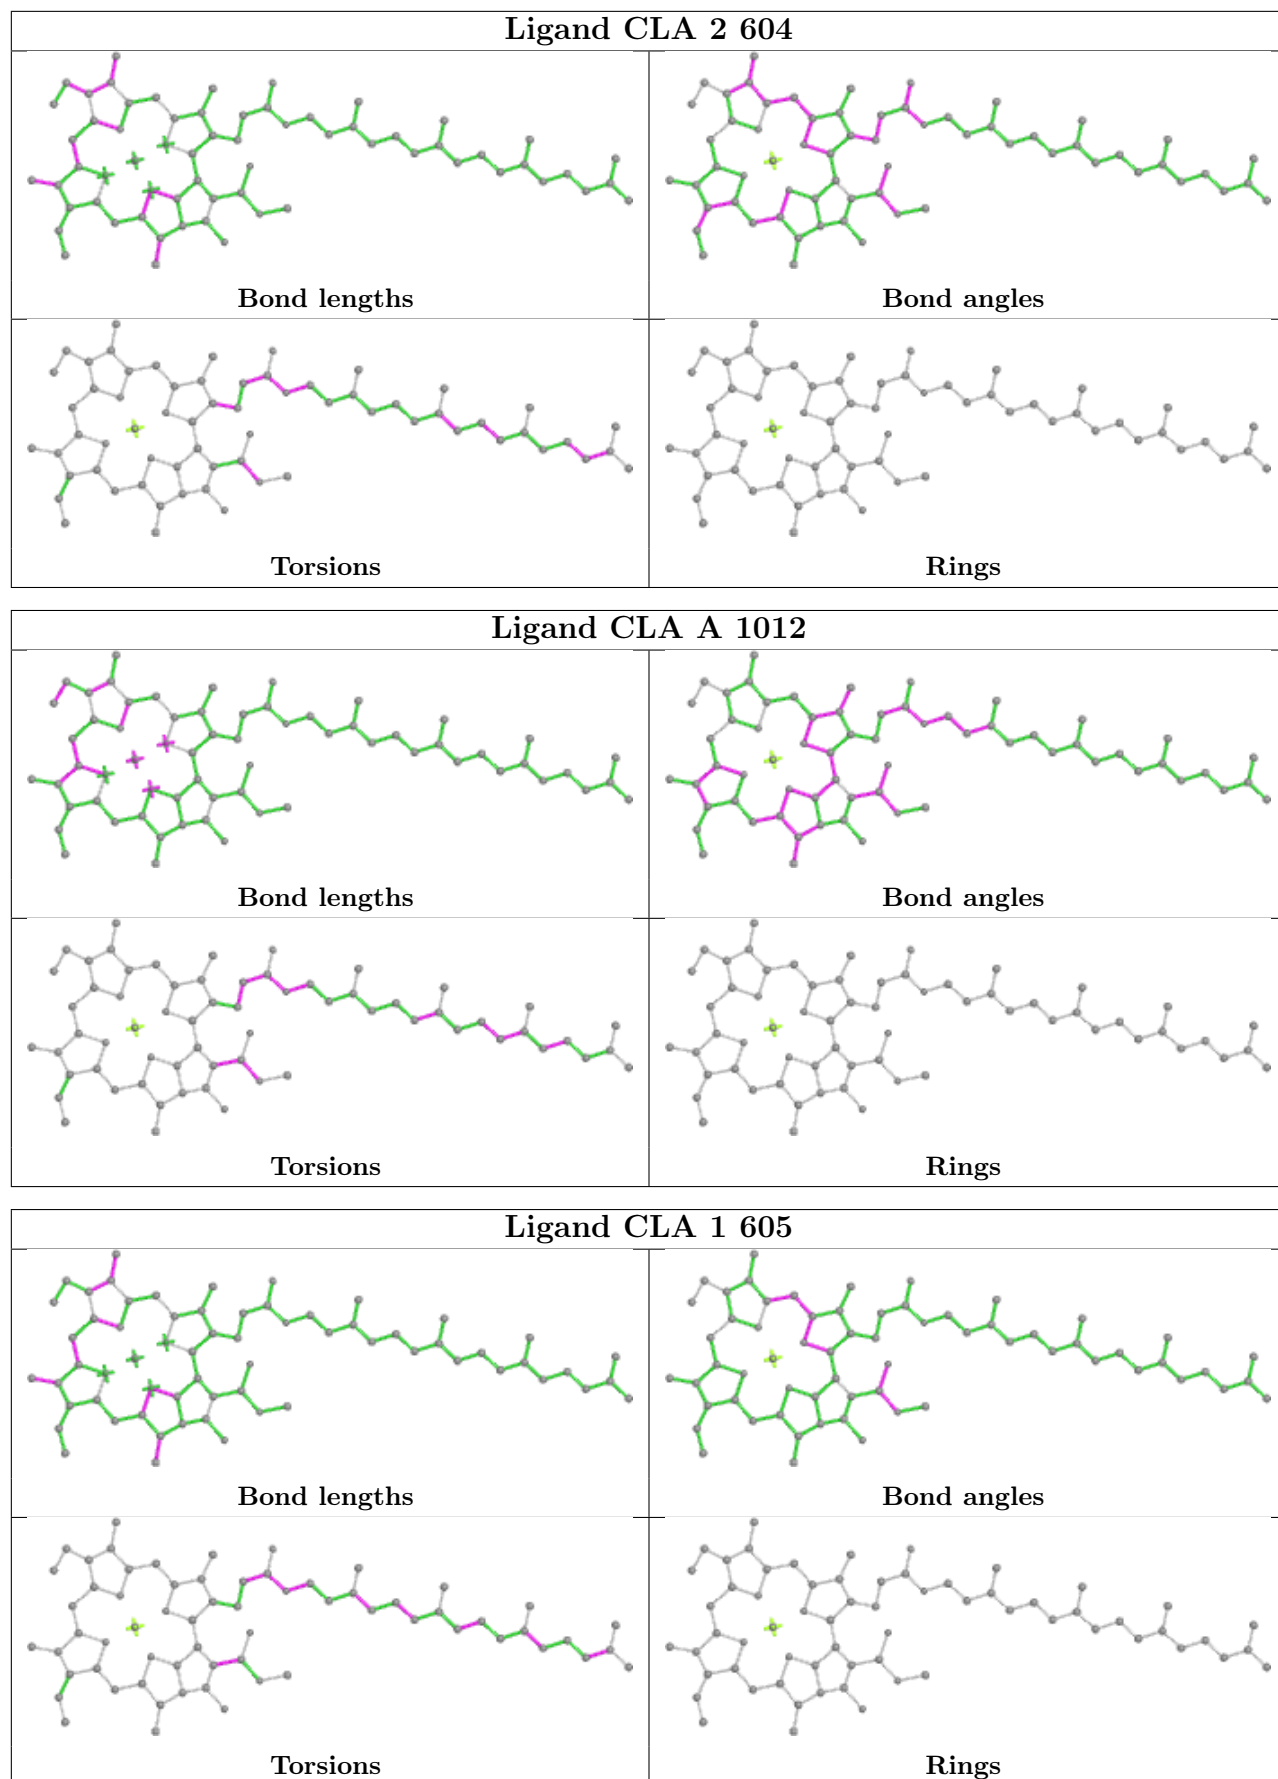 Ligand CLA 2 604
Bond lengths
Bond angles
Torsions
Rings
Ligand CLA A 1012
Bond lengths
Bond angles
Torsions
Rings
Ligand CLA 1 605
Bond lengths
Bond angles
Torsions
Rings